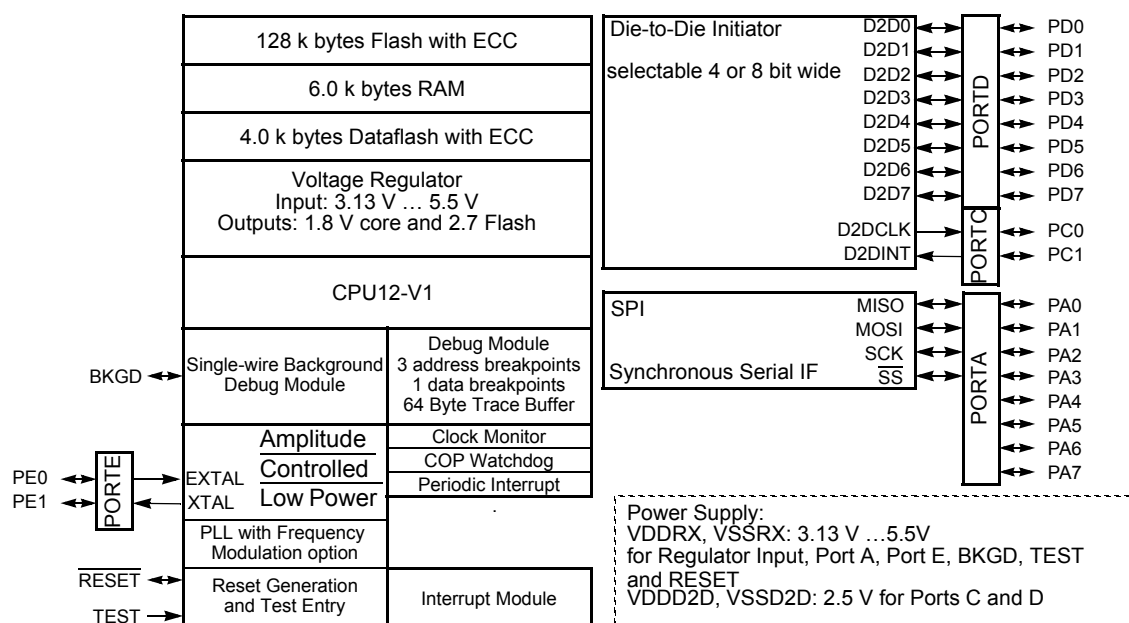 128 k bytes Flash with ECC
6.0 k bytes RAM
4.0 k bytes Dataflash with ECC
Voltage Regulator
Input: 3.13 V … 5.5 V
Outputs: 1.8 V core and 2.7 Flash
CPU12-V1
BKGD
Single-wire Background
Debug Module
Debug Module
3 address breakpoints
1 data breakpoints
64 Byte Trace Buffer
PE0
PE1
PORTE
EXTAL
XTAL
Amplitude
Controlled
Low Power
Clock Monitor
COP Watchdog
Periodic Interrupt
.
PLL with Frequency
Modulation option
RESET
TEST
Reset Generation
and Test Entry
Interrupt Module
Die-to-Die Initiator
selectable 4 or 8 bit wide
D2D0
D2D1
D2D2
D2D3
D2D4
D2D5
D2D6
D2D7
D2DCLK
D2DINT
PORTD
PORTC
PD0
PD1
PD2
PD3
PD4
PD5
PD6
PD7
PC0
PC1
SPI
Synchronous Serial IF
MISO
MOSI
SCK
SS
PORTA
PA0
PA1
PA2
PA3
PA4
PA5
PA6
PA7
Power Supply:
VDDRX, VSSRX: 3.13 V …5.5V
for Regulator Input, Port A, Port E, BKGD, TEST
and RESET
VDDD2D, VSSD2D: 2.5 V for Ports C and D